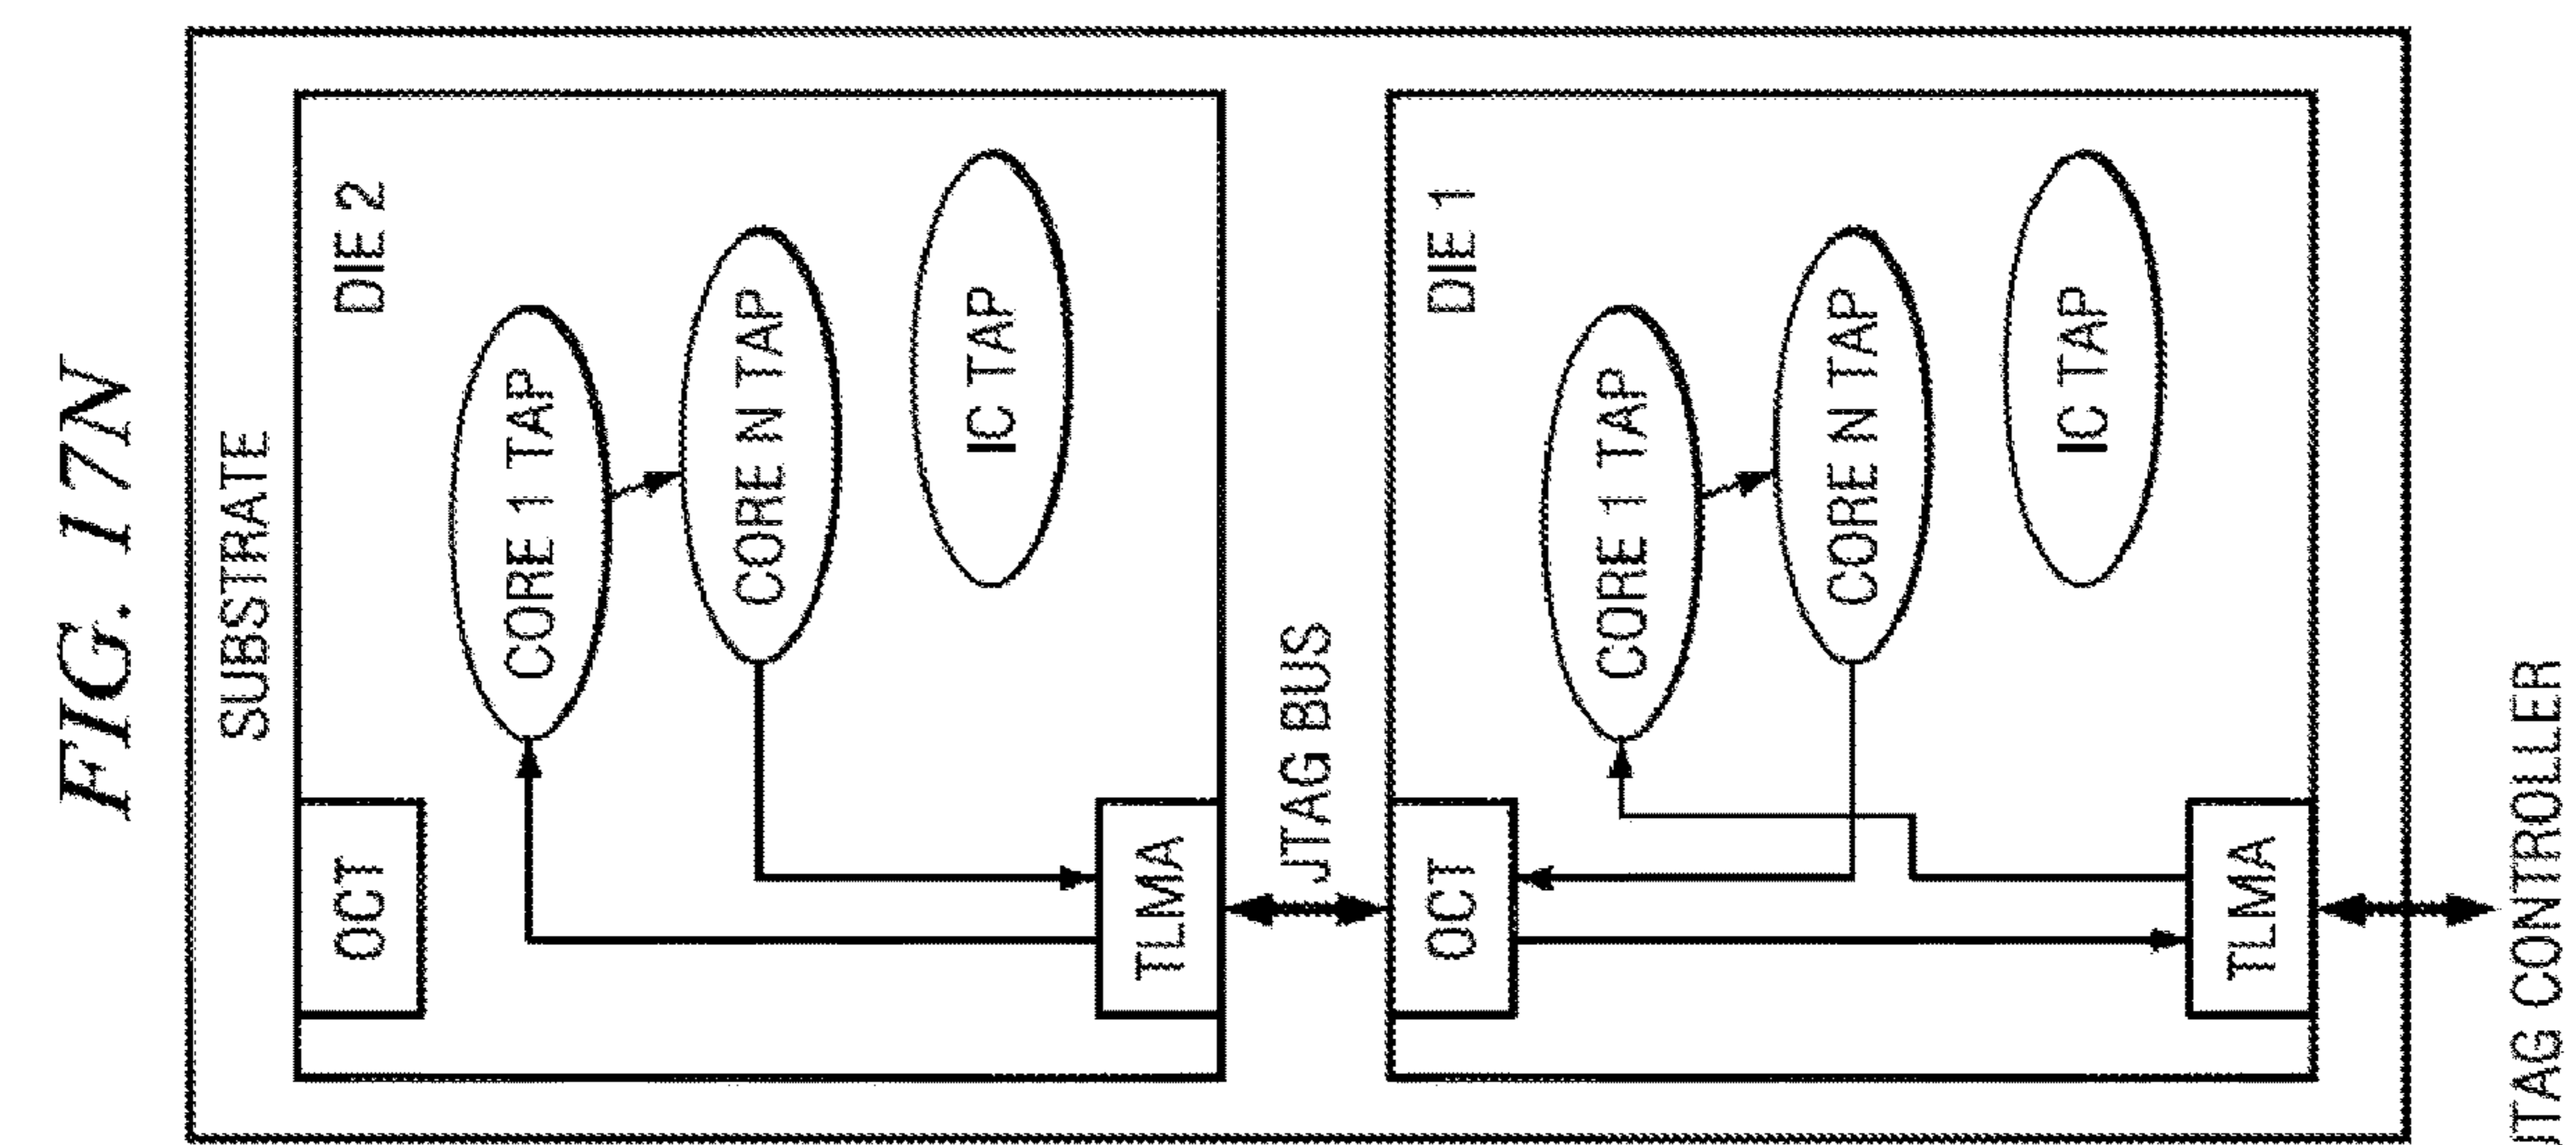 FIG. 17N
SUBSTRATE
DIE 2
OCT
CORE 1 TAP
CORE N TAP
IC TAP
TLMA
JTAG BUS
DIE 1
OCT
CORE 1 TAP
CORE N TAP
IC TAP
TLMA
JTAG CONTROLLER